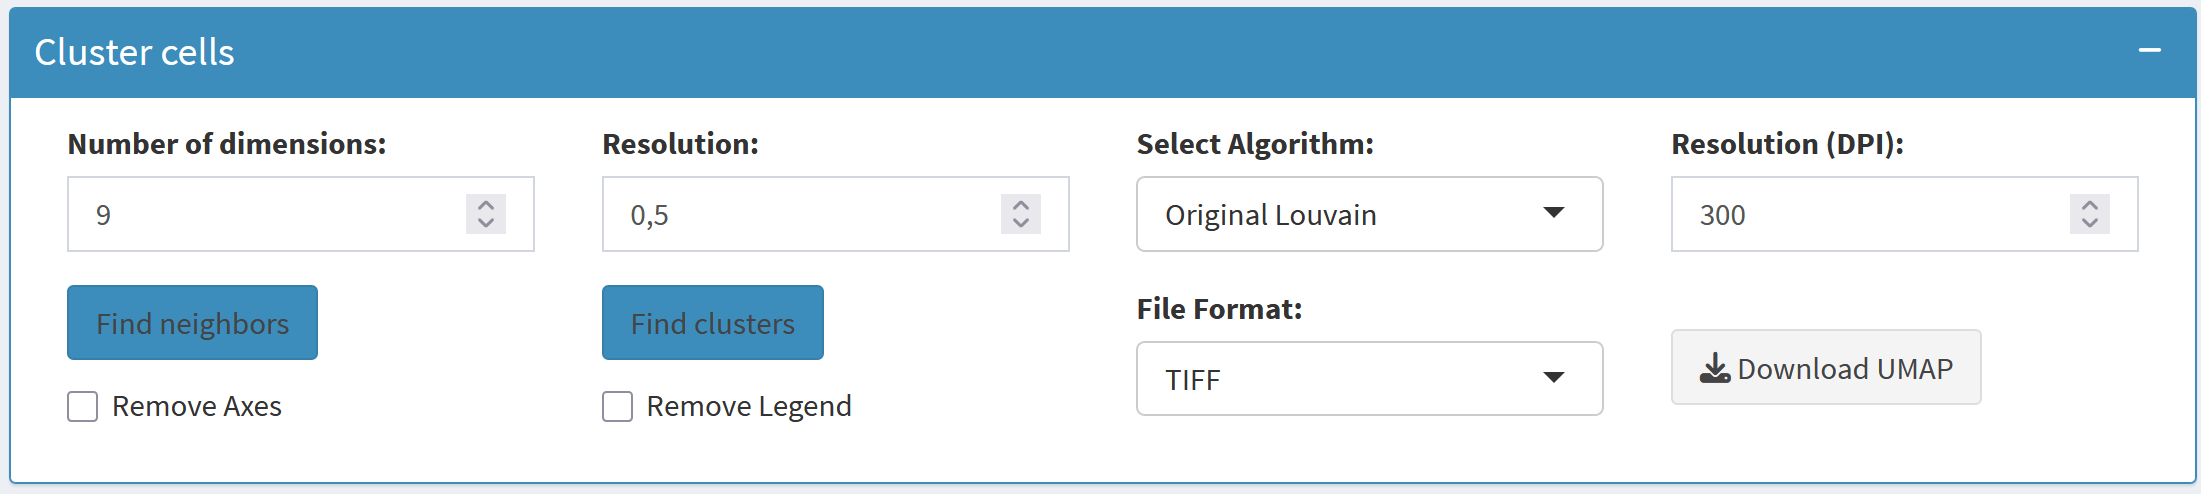 Cluster cells
Number of dimensions:
Resolution:
Select Algorithm:
Resolution (DPI):
9
0,5
Original Louvain
300
Find neighbors
Find clusters
File Format:
TIFF
Download UMAP
Remove Axes
Remove Legend